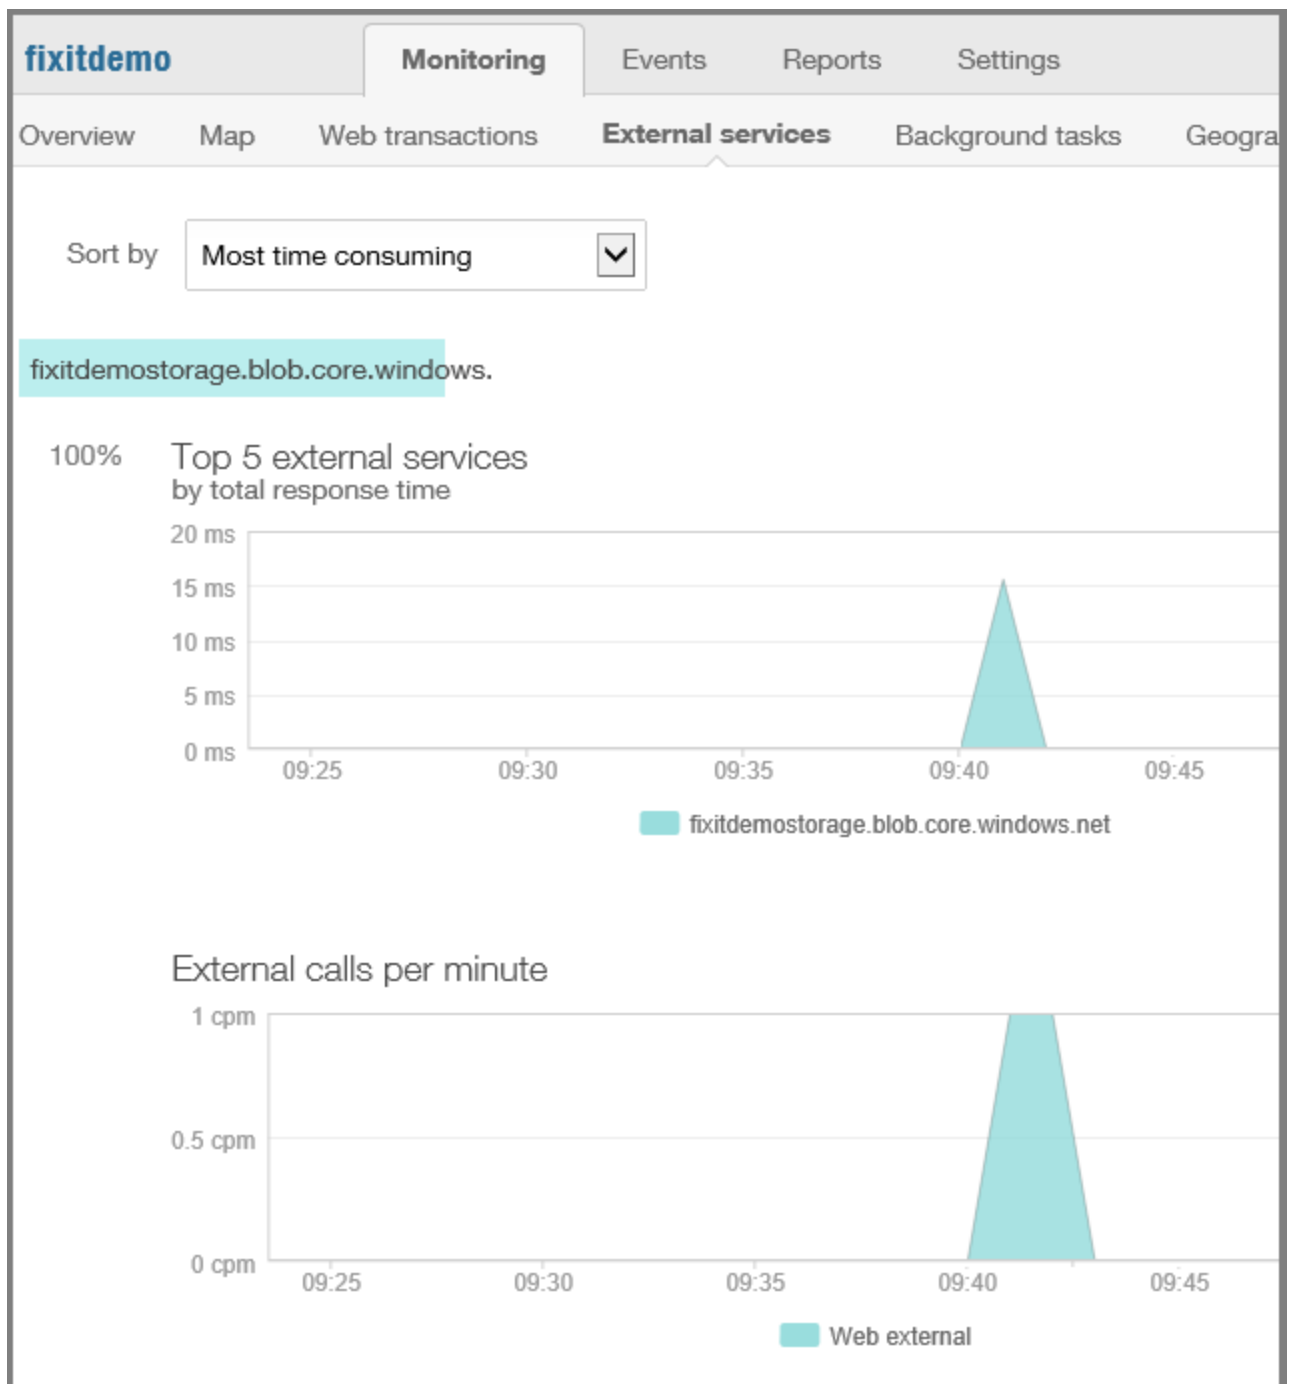 fixitdemo Monitoring Events Reports Settings
Overview Map Web transactions External services Background tasks Geogra
Sort by Most time consuming
fixitdemostorage.blob.core.windows.
100% Top 5 external services
by total response time
20 ms
15 ms
10 ms
5 ms
0 ms
09:25 09:30 09:35 09:40 09:45
fixitdemostorage.blob.core.windows.net
External calls per minute
1 cpm
0.5 cpm
0 cpm
09:25 09:30 09:35 09:40 09:45
Web external